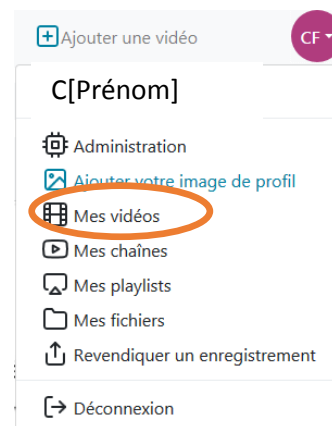 Ajouter une vidéo CF
C[Prénom]
Administration
Ajouter votre image de profil
Mes vidéos
Mes chaînes
Mes playlists
Mes fichiers
Revendiquer un enregistrement
Déconnexion